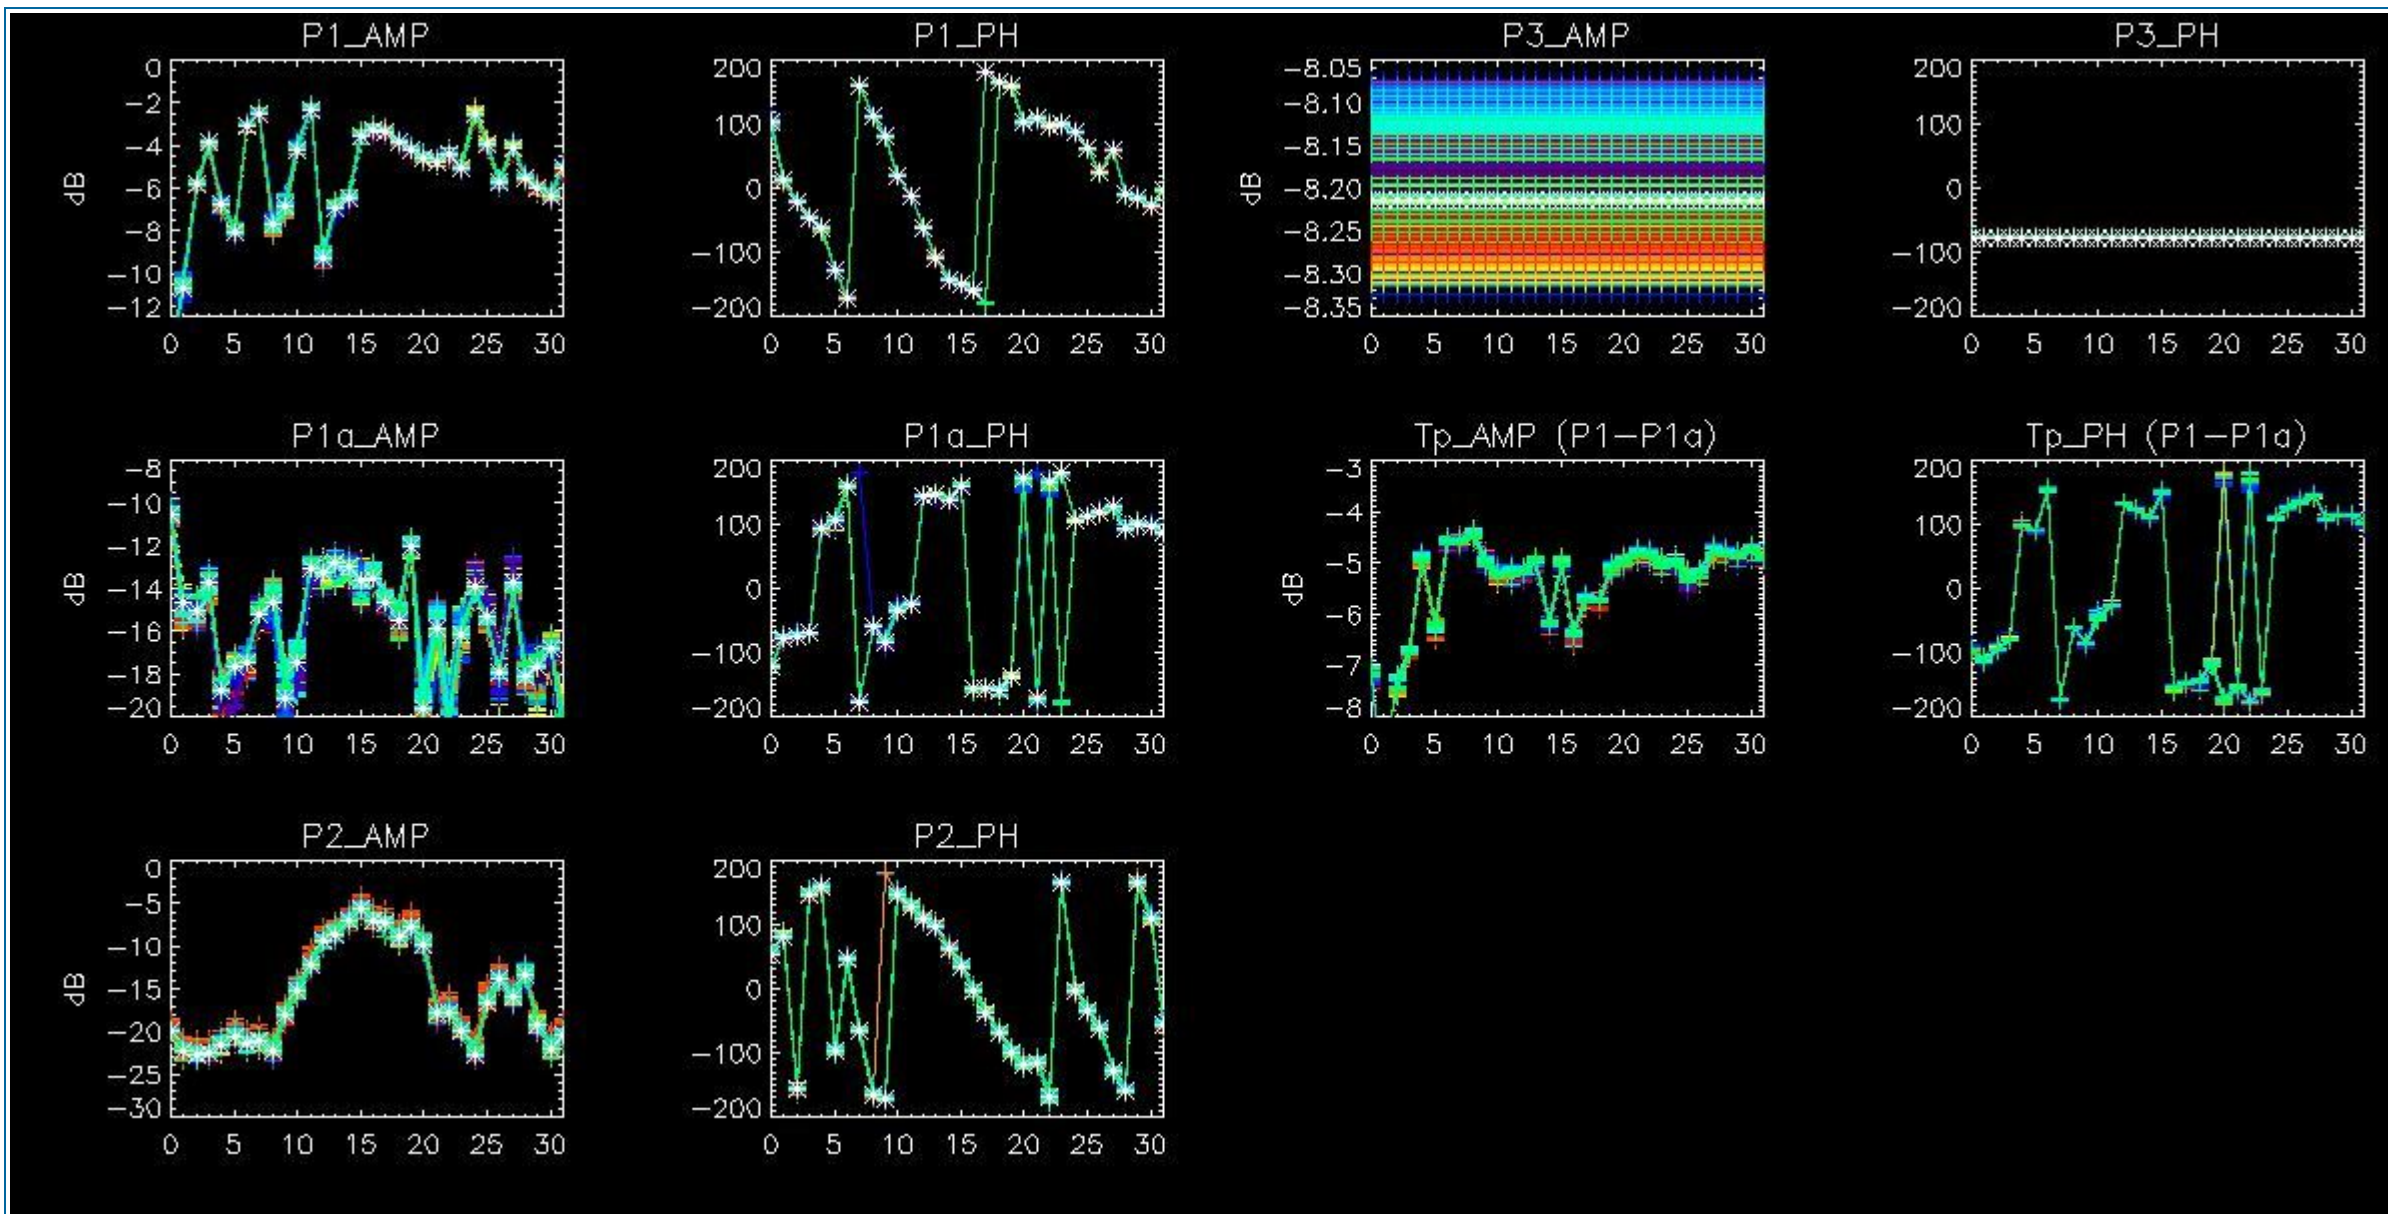 P1_AMP
0
−2
−4
−6
−8
−10
−12
dB
0 5 10 15 20 25 30
P1_PH
200
100
0
−100
−200
0 5 10 15 20 25 30
P3_AMP
−8.05
−8.10
−8.15
−8.20
−8.25
−8.30
−8.35
dB
0 5 10 15 20 25 30
P3_PH
200
100
0
−100
−200
0 5 10 15 20 25 30
P1a_AMP
−8
−10
−12
−14
−16
−18
−20
dB
0 5 10 15 20 25 30
P1a_PH
200
100
0
−100
−200
0 5 10 15 20 25 30
Tp_AMP (P1−P1a)
−3
−4
−5
−6
−7
−8
dB
0 5 10 15 20 25 30
Tp_PH (P1−P1a)
200
100
0
−100
−200
0 5 10 15 20 25 30
P2_AMP
0
−5
−10
−15
−20
−25
−30
dB
0 5 10 15 20 25 30
P2_PH
200
100
0
−100
−200
0 5 10 15 20 25 30